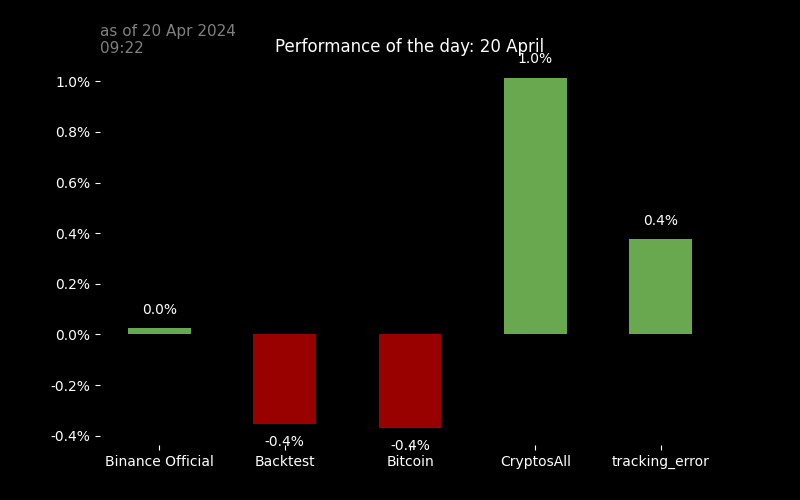 as of 20 Apr 2024
09:22
Performance of the day: 20 April
1.0%
1.0%
0.8%
0.6%
0.4%
0.4%
0.2%
0.0%
0.0%
-0.2%
-0.4%
-0.4%
-0.4%
Binance Official
Backtest
Bitcoin
CryptosAll
tracking_error